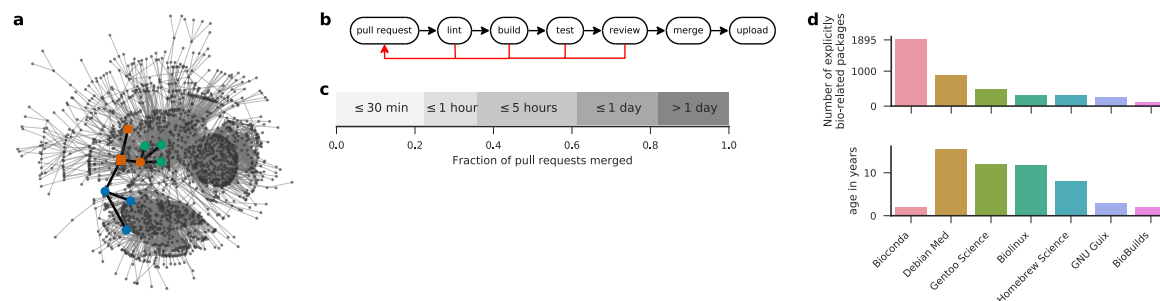 a
b
pull request lint build test review merge upload
c
≤ 30 min ≤ 1 hour ≤ 5 hours ≤ 1 day > 1 day
0.0 0.2 0.4 0.6 0.8 1.0
Fraction of pull requests merged
d
Number of explicitly
bio-related packages
1895
1000
0
age in years
10
0
Bioconda
Debian Med
Gentoo Science
Biolinux
Homebrew Science
GNU Guix
BioBuilds